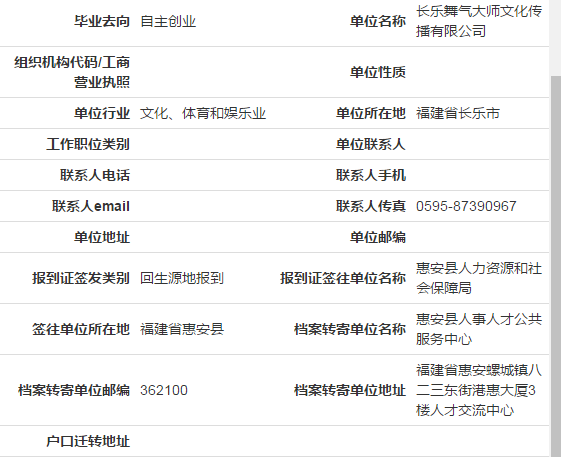 毕业去向 自主创业 单位名称 长乐舞气大师文化传
播有限公司
组织机构代码/工商
营业执照 单位性质
单位行业 文化、体育和娱乐业 单位所在地 福建省长乐市
工作职位类别 单位联系人
联系人电话 联系人手机
联系人email 联系人传真 0595-87390967
单位地址 单位邮编
报到证签发类别 回生源地报到 报到证签往单位名称 惠安县人力资源和社
会保障局
签往单位所在地 福建省惠安县 档案转寄单位名称 惠安县人事人才公共
服务中心
档案转寄单位邮编 362100 档案转寄单位地址 福建省惠安螺城镇八
二三东街港惠大厦3
楼人才交流中心
户口迁转地址